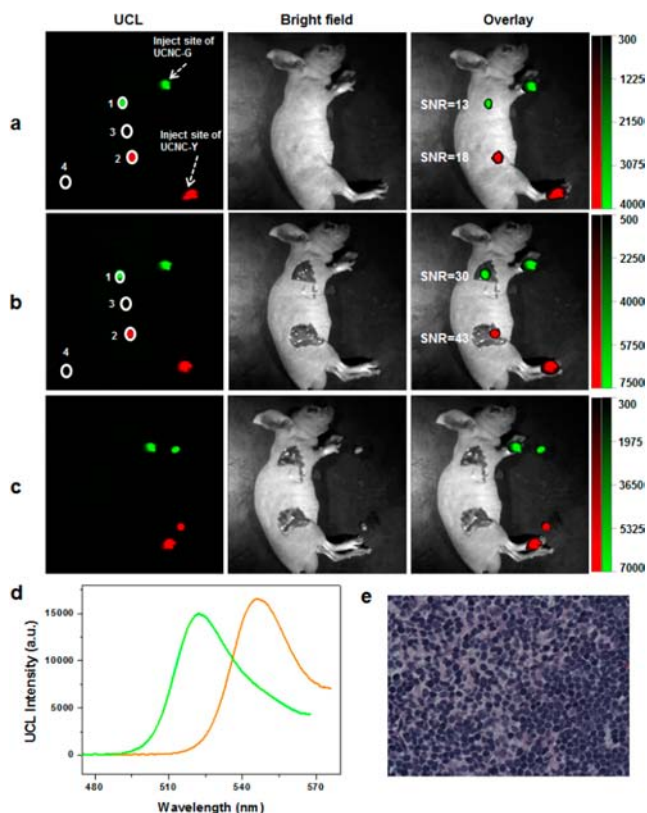 UCL
Bright field
Overlay
a
Inject site of
UCNC-G
1
3
2
4
Inject site of
UCNC-Y
SNR=13
SNR=18
300
1225
2150
3075
4000
b
1
3
2
4
SNR=30
SNR=43
500
2250
4000
5750
7500
c
300
1975
3650
5325
7000
d
UCL Intensity (a.u.)
15000
10000
5000
0
480
510
540
570
Wavelength (nm)
e